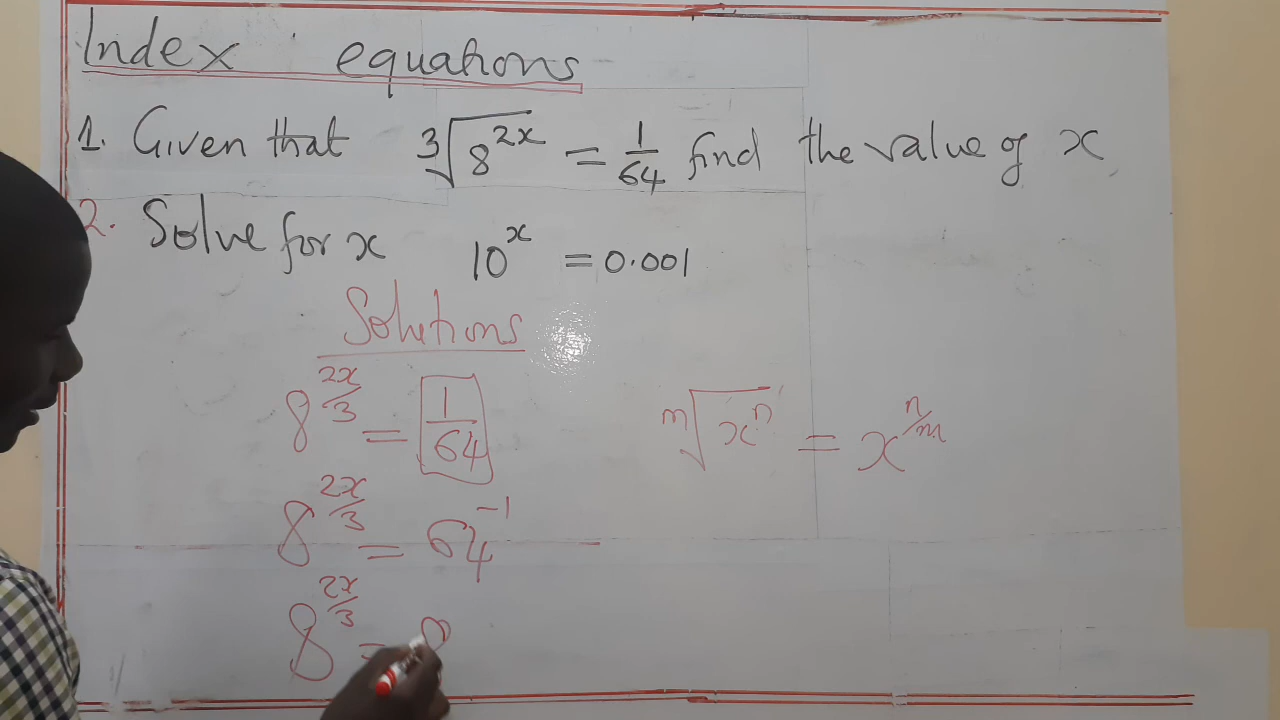 Index equations
1. Given that ∛8^{2x} = 1/64 find the value of x
2. Solve for x 10^x = 0.001
Solutions
8^{2x/3} = 1/64
ᵐ√x^n = x^{n/m}
8^{2x/3} = 64^{-1}
8^{2x/3} = 8